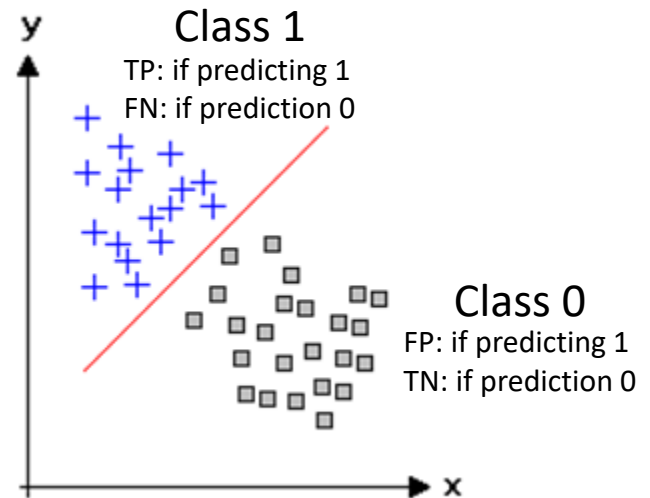 y
Class 1
TP: if predicting 1
FN: if prediction 0
Class 0
FP: if predicting 1
TN: if prediction 0
x